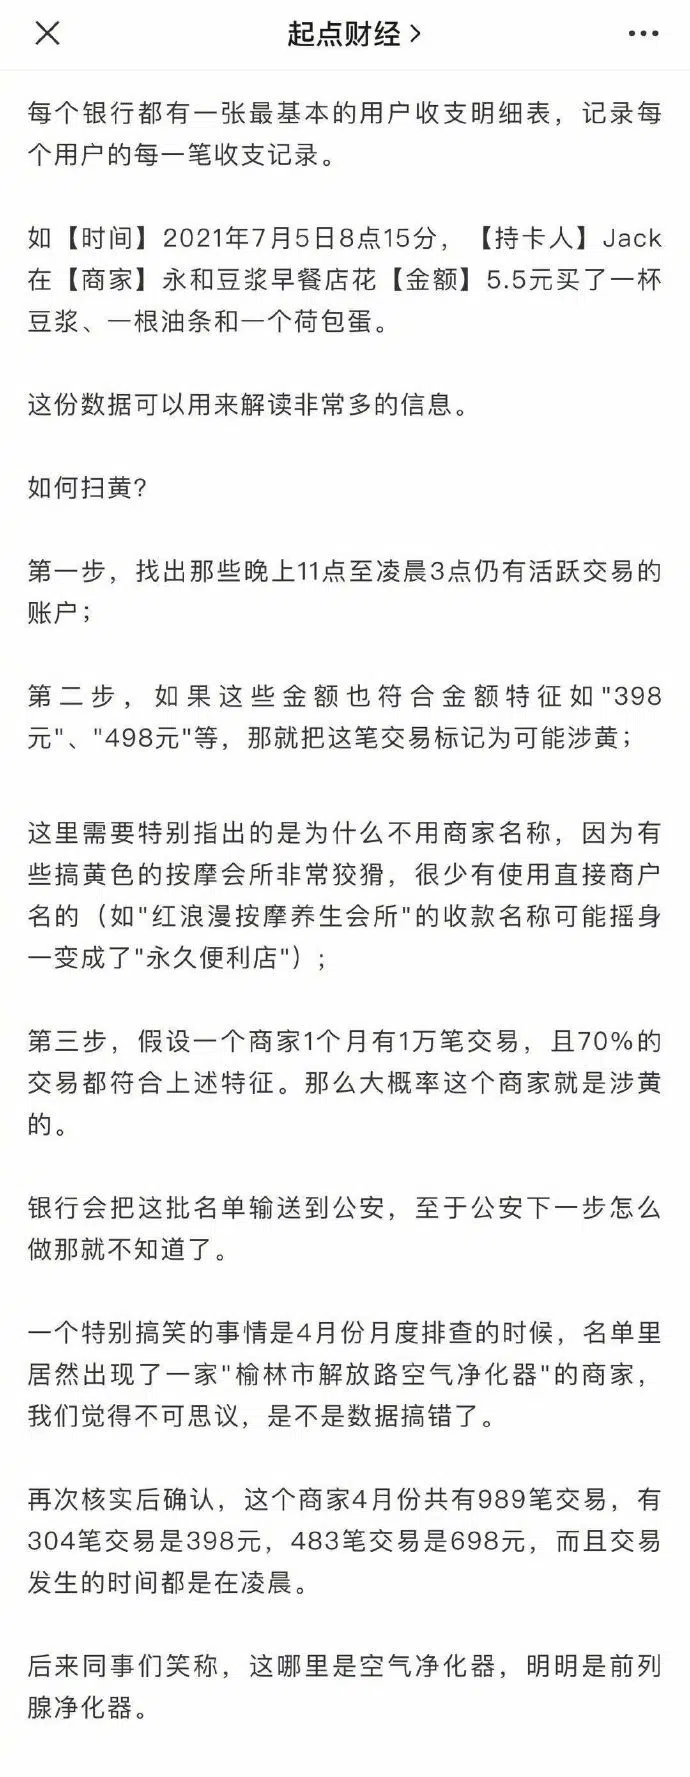 起点财经
每个银行都有一张最基本的用户收支明细表，记录每
个用户的每一笔收支记录。
如【时间】2021年7月5日8点15分，【持卡人】Jack
在【商家】永和豆浆早餐店花【金额】5.5元买了一杯
豆浆、一根油条和一个荷包蛋。
这份数据可以用来解读非常多的信息。
如何扫黄?
第一步，找出那些晚上11点至凌晨3点仍有活跃交易的
账户；
第二步，如果这些金额也符合金额特征如"398
元"、"498元"等，那就把这笔交易标记为可能涉黄；
这里需要特别指出的是为什么不用商家名称，因为有
些搞黄色的按摩会所非常狡猾，很少有使用直接商户
名的（如"红浪漫按摩养生会所"的收款名称可能摇身
一变成了"永久便利店"）；
第三步，假设一个商家1个月有1万笔交易，且70%的
交易都符合上述特征。那么大概率这个商家就是涉黄
的。
银行会把这批名单输送到公安，至于公安下一步怎么
做那就不知道了。
一个特别搞笑的事情是4月份月度排查的时候，名单里
居然出现了一家"榆林市解放路空气净化器"的商家，
我们觉得不可思议，是不是数据搞错了。
再次核实后确认，这个商家4月份共有989笔交易，有
304笔交易是398元，483笔交易是698元，而且交易
发生的时间都是在凌晨。
后来同事们笑称，这哪里是空气净化器，明明是前列
腺净化器。